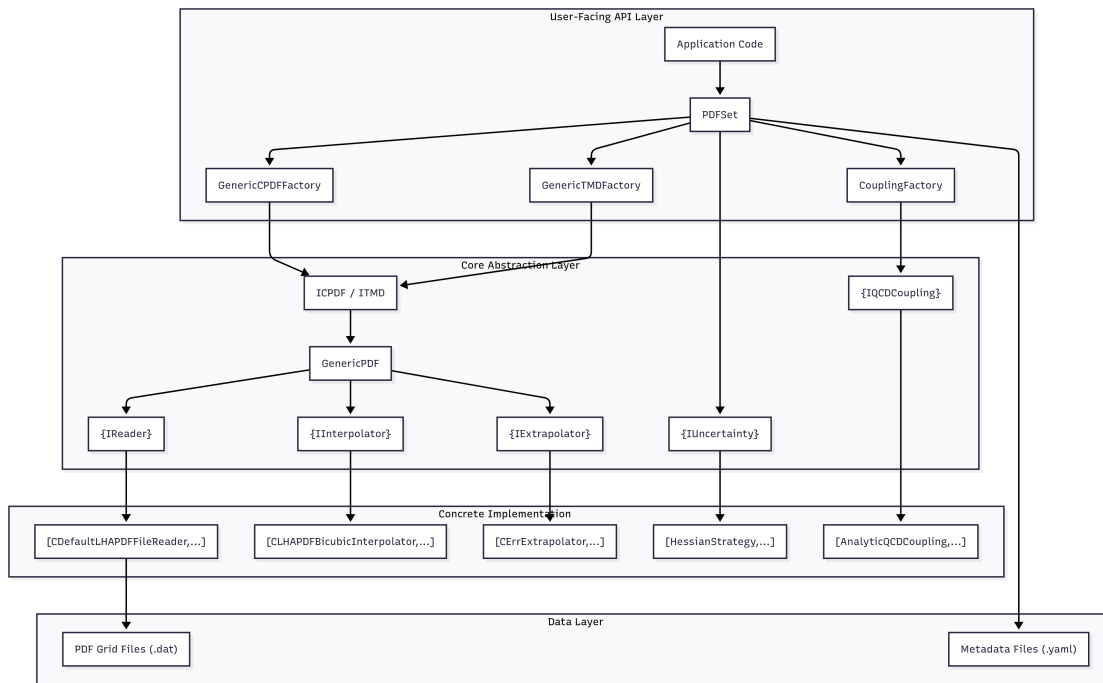 User-Facing API Layer
Application Code
PDFSet
GenericCPDFFactory
GenericTMDFactory
CouplingFactory
Core Abstraction Layer
ICPDF / ITMD
{IQCDCoupling}
GenericPDF
{IReader}
{IInterpolator}
{IExtrapolator}
{IUncertainty}
Concrete Implementation
[CDefaultLHAPDFFileReader,...]
[CLHAPDFBicubicInterpolator,...]
[CErrExtrapolator,...]
[HessianStrategy,...]
[AnalyticQCDCoupling,...]
Data Layer
PDF Grid Files (.dat)
Metadata Files (.yaml)